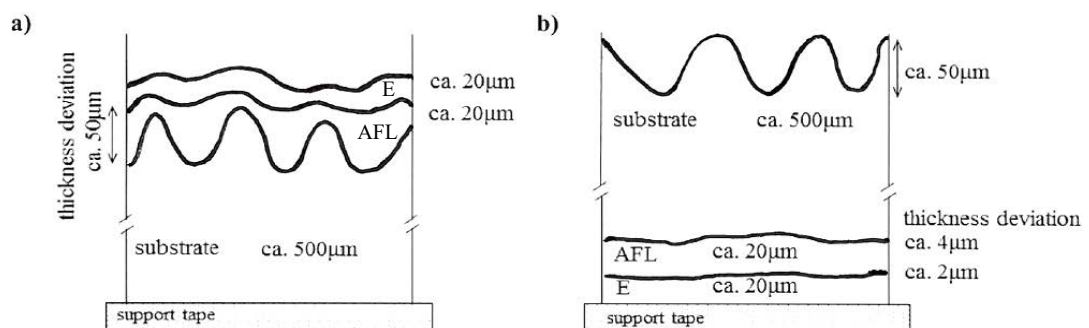 a)
thickness deviation
ca. 50µm
E
ca. 20µm
AFL
ca. 20µm
substrate ca. 500µm
support tape
b)
ca. 50µm
substrate ca. 500µm
thickness deviation
AFL ca. 20µm ca. 4µm
E ca. 20µm ca. 2µm
support tape